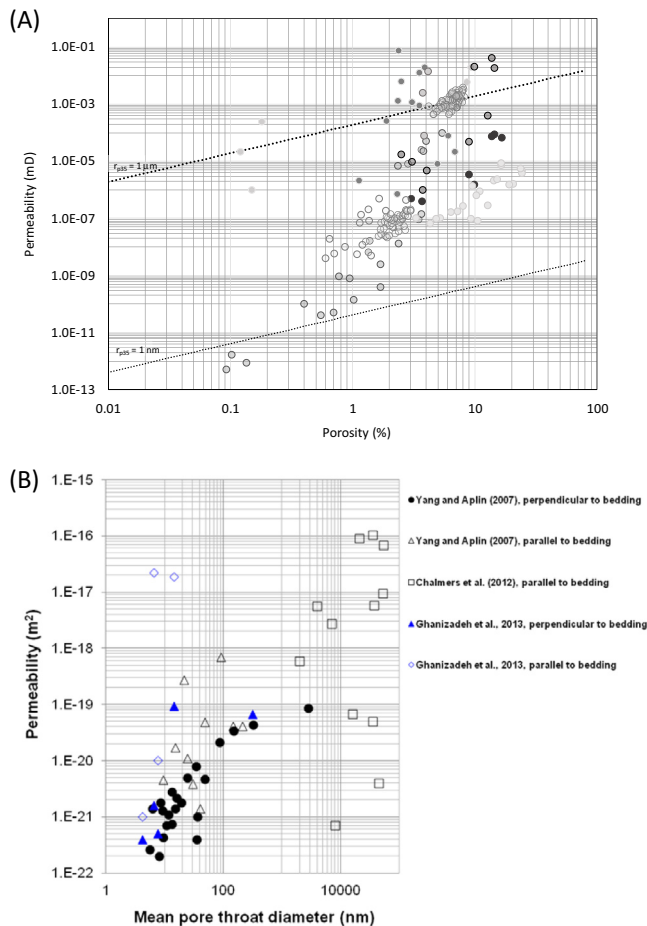 (A)
1.0E-01
1.0E-03
1.0E-05
1.0E-07
1.0E-09
1.0E-11
1.0E-13
Permeability (mD)
rp35 = 1 µm
rp35 = 1 nm
0.01
0.1
1
10
100
Porosity (%)
(B)
1.E-15
1.E-16
1.E-17
1.E-18
1.E-19
1.E-20
1.E-21
1.E-22
Permeability (m²)
1
100
10000
Mean pore throat diameter (nm)
Yang and Aplin (2007), perpendicular to bedding
Yang and Aplin (2007), parallel to bedding
Chalmers et al. (2012), parallel to bedding
Ghanizadeh et al., 2013, perpendicular to bedding
Ghanizadeh et al., 2013, parallel to bedding